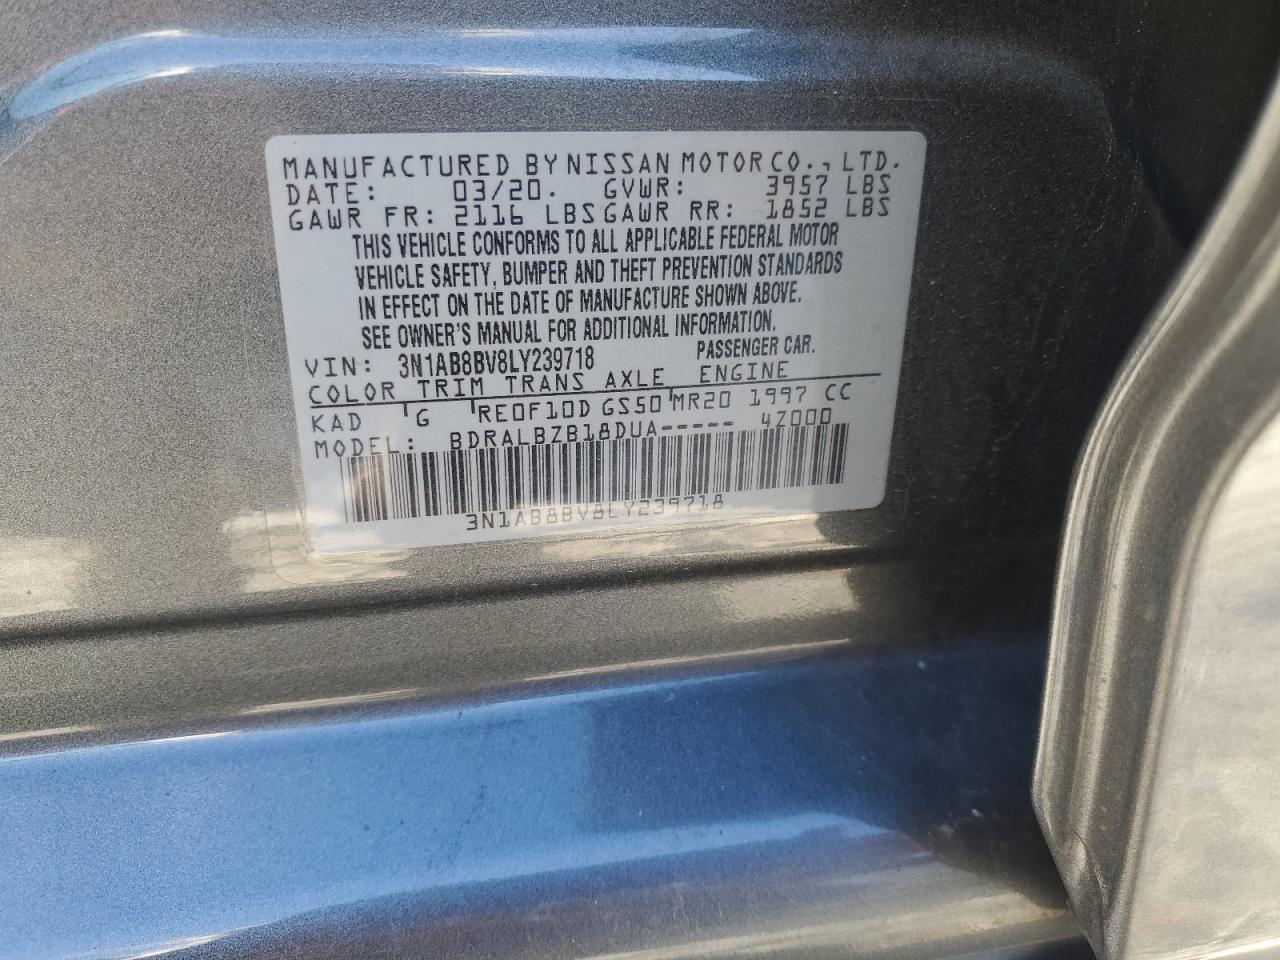 MANUFACTURED BY NISSAN MOTOR CO., LTD.
DATE: 03/20. GVWR: 3957 LBS
GAWR FR: 2116 LBS GAWR RR: 1852 LBS
THIS VEHICLE CONFORMS TO ALL APPLICABLE FEDERAL MOTOR
VEHICLE SAFETY, BUMPER AND THEFT PREVENTION STANDARDS
IN EFFECT ON THE DATE OF MANUFACTURE SHOWN ABOVE.
SEE OWNER'S MANUAL FOR ADDITIONAL INFORMATION.
VIN: 3N1AB8BV8LY239718 PASSENGER CAR.
COLOR TRIM TRANS AXLE ENGINE
KAD G RE0F10D GS50 MR20 1997 CC
MODEL: BDRALBZB18DUA----- 4Z000
3N1AB8BV8LY239718